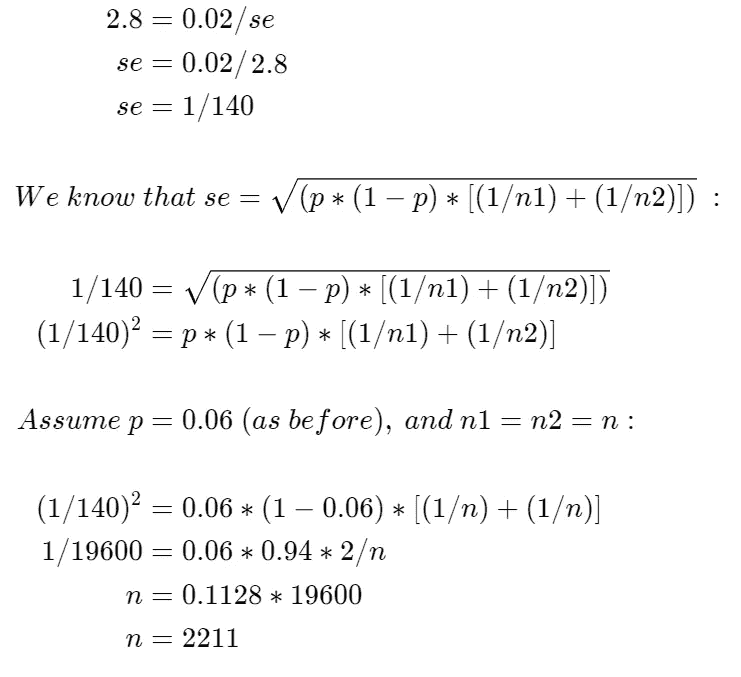 2.8 = 0.02/se
se = 0.02/2.8
se = 1/140
We know that se = √(p ∗ (1 − p) ∗ [(1/n1) + (1/n2)]) :
1/140 = √(p ∗ (1 − p) ∗ [(1/n1) + (1/n2)])
(1/140)² = p ∗ (1 − p) ∗ [(1/n1) + (1/n2)]
Assume p = 0.06 (as before), and n1 = n2 = n :
(1/140)² = 0.06 ∗ (1 − 0.06) ∗ [(1/n) + (1/n)]
1/19600 = 0.06 ∗ 0.94 ∗ 2/n
n = 0.1128 ∗ 19600
n = 2211